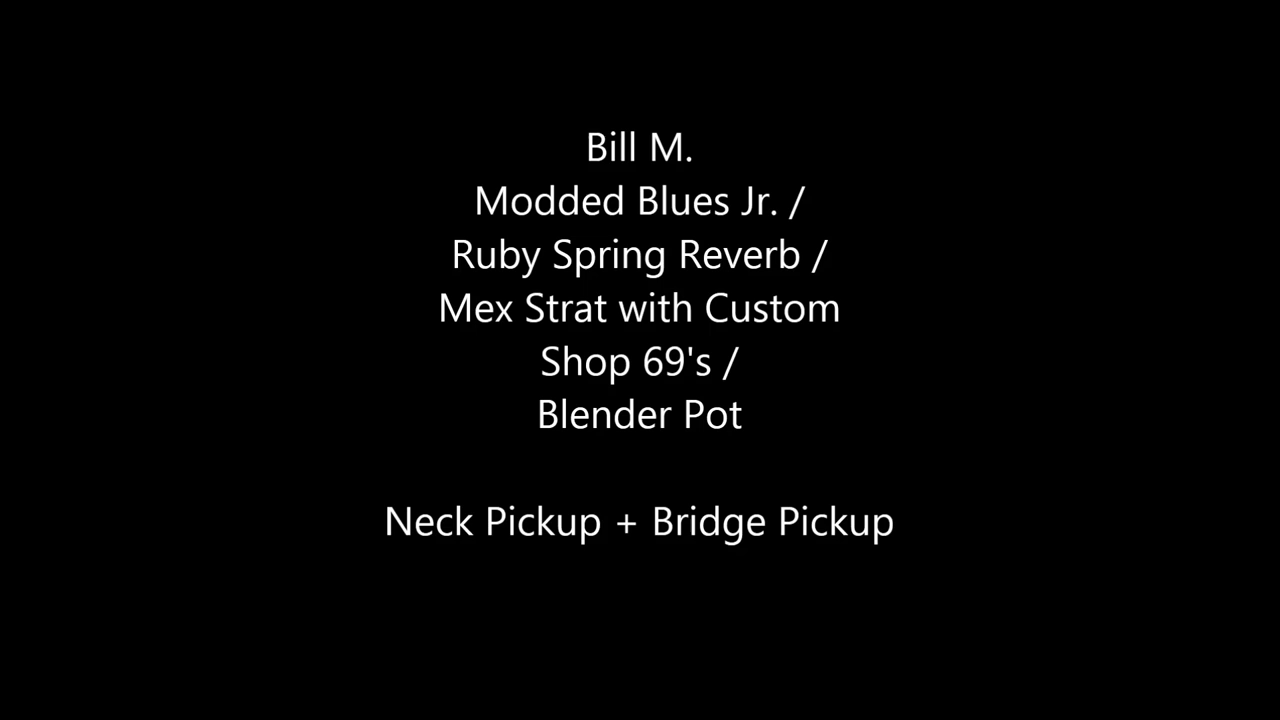 Bill M.
Modded Blues Jr. /
Ruby Spring Reverb /
Mex Strat with Custom
Shop 69's /
Blender Pot
Neck Pickup + Bridge Pickup